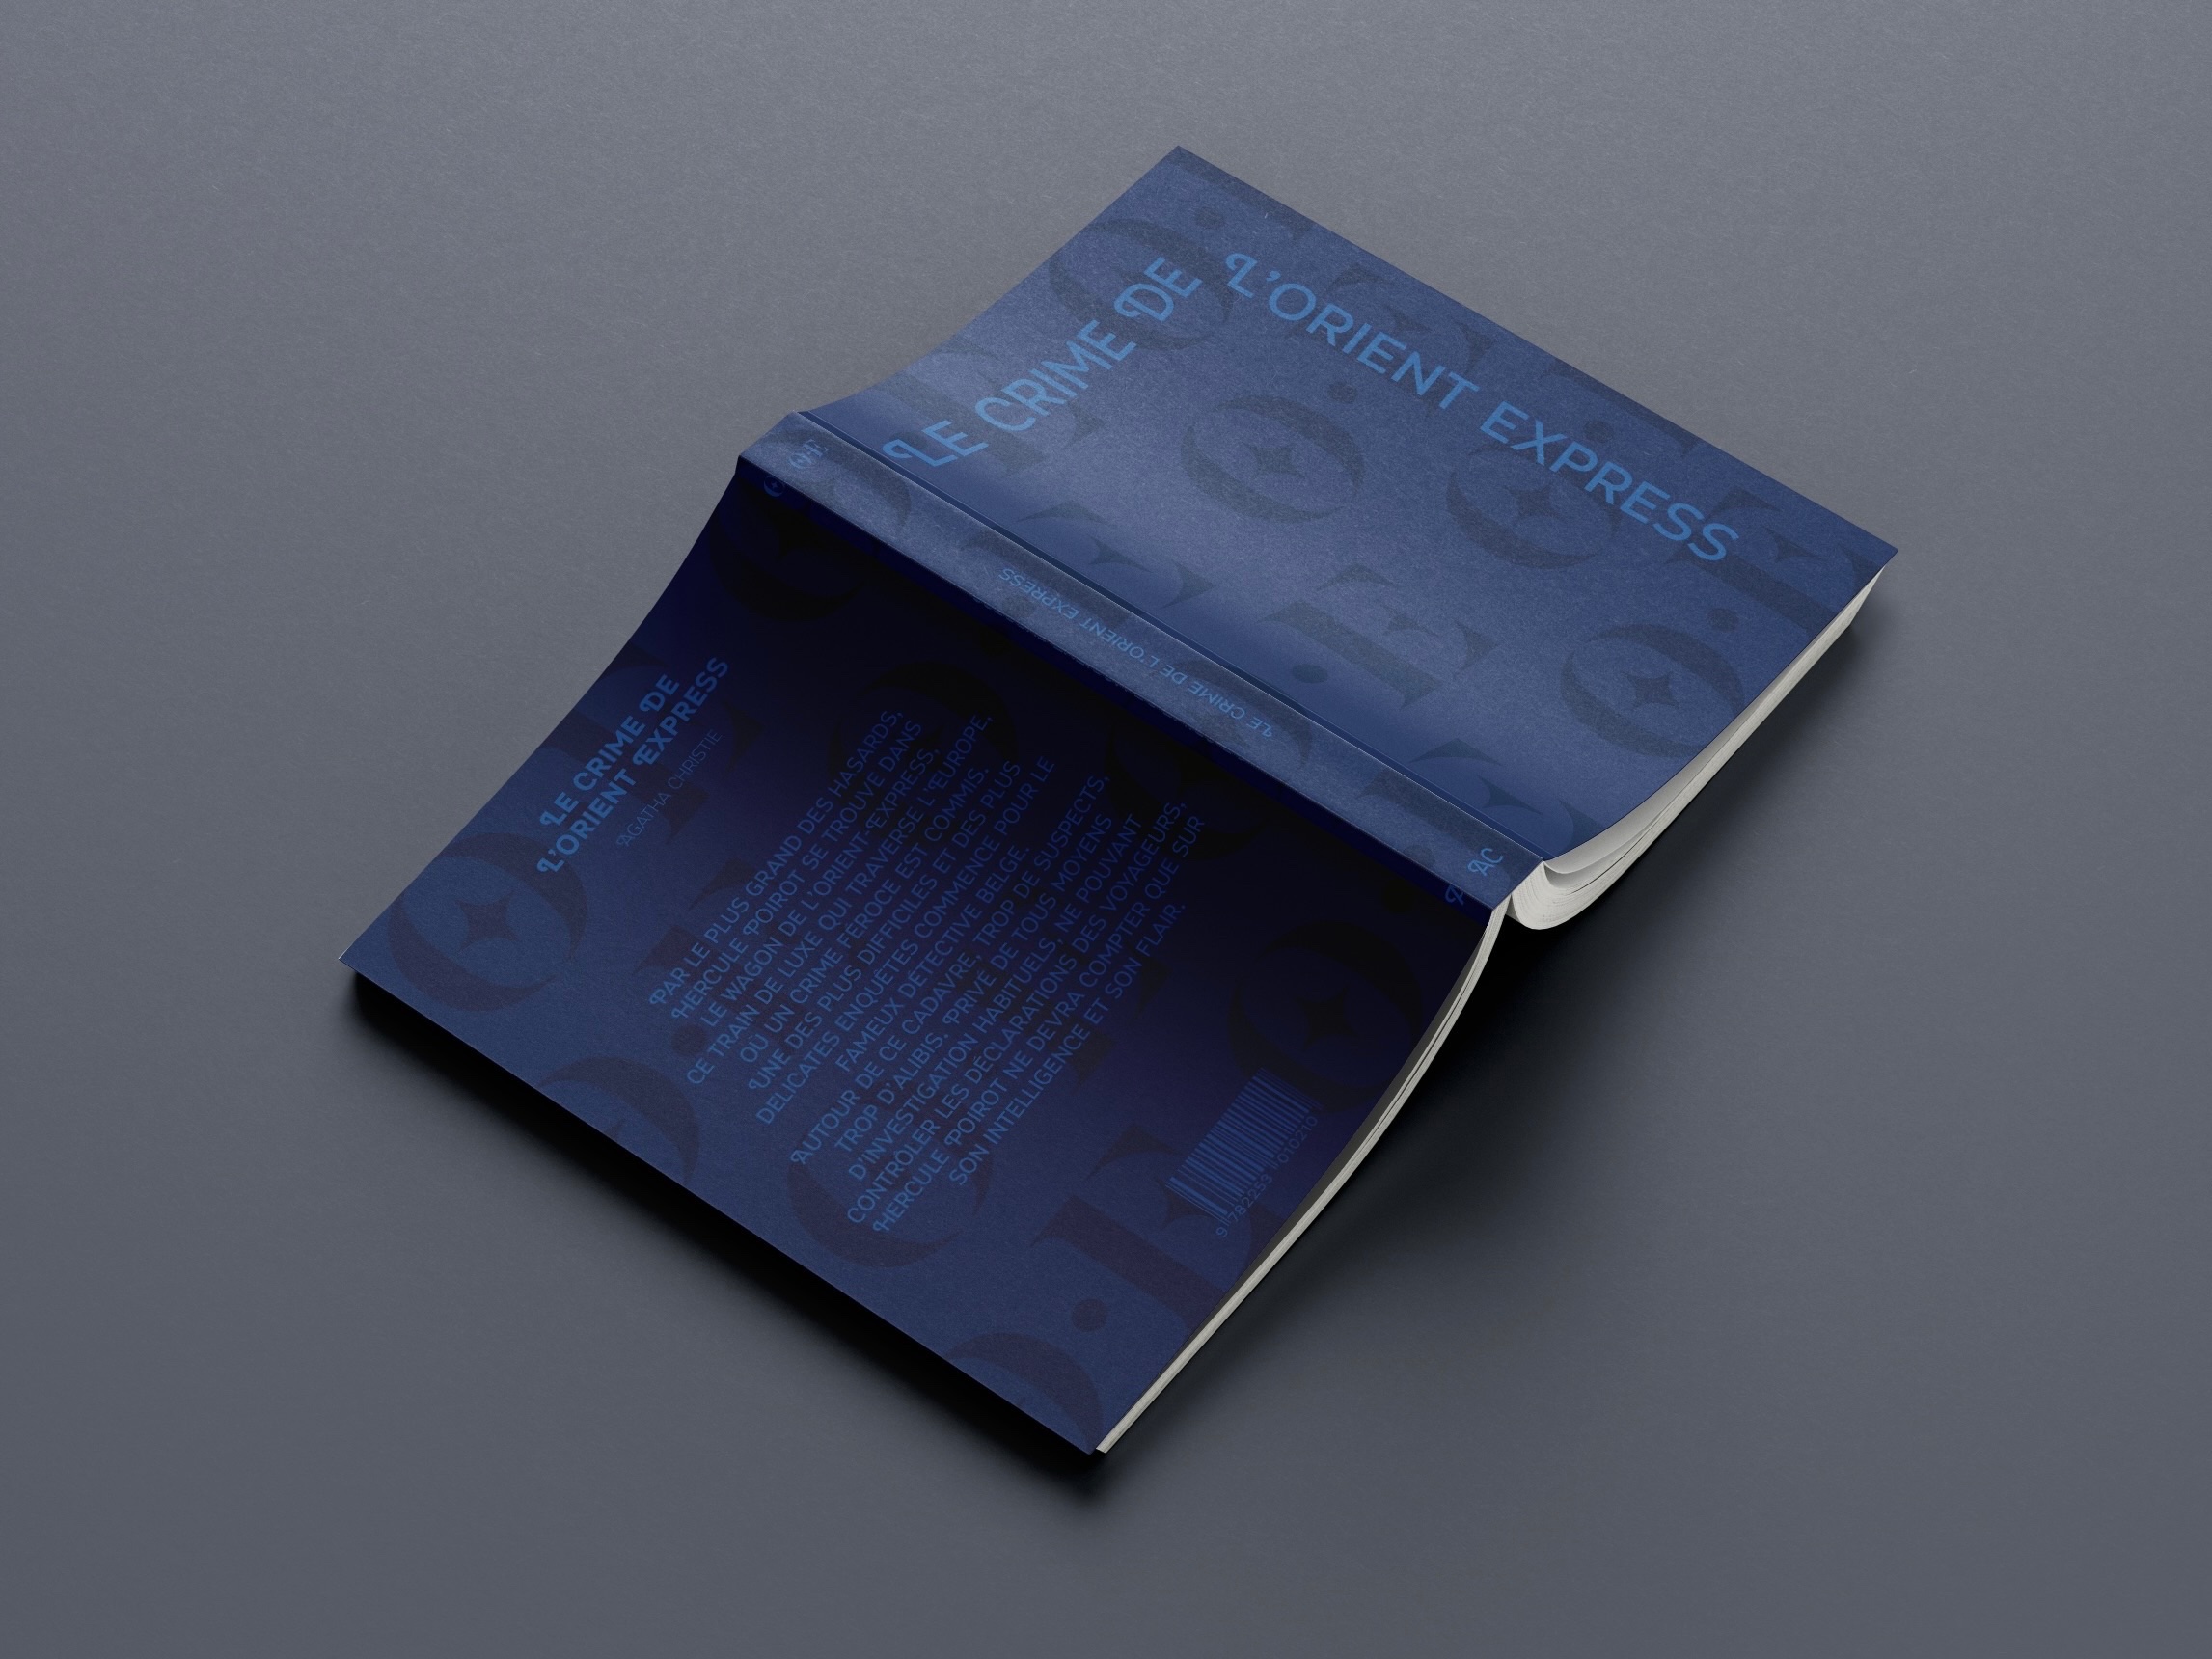 LE CRIME DE
L'ORIENT EXPRESS
LE CRIME DE L'ORIENT EXPRESS
AC
LE CRIME DE
L'ORIENT EXPRESS
AGATHA CHRISTIE
PAR LE PLUS GRAND DES HASARDS,
HERCULE POIROT SE TROUVE DANS
LE WAGON DE L'ORIENT-EXPRESS,
CE TRAIN DE LUXE QUI TRAVERSE L'EUROPE,
OÙ UN CRIME FÉROCE EST COMMIS.
UNE DES PLUS DIFFICILES ET DES PLUS
DÉLICATES ENQUÊTES COMMENCE POUR LE
FAMEUX DÉTECTIVE BELGE.
AUTOUR DE CE CADAVRE, TROP DE SUSPECTS,
TROP D'ALIBIS. PRIVÉ DE TOUS MOYENS
D'INVESTIGATION HABITUELS, NE POUVANT
CONTRÔLER LES DÉCLARATIONS DES VOYAGEURS,
HERCULE POIROT NE DEVRA COMPTER QUE SUR
SON INTELLIGENCE ET SON FLAIR.
9 782253 010210